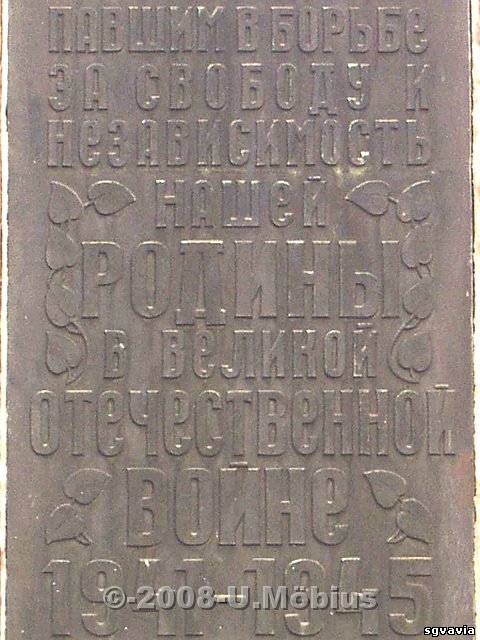 ПАВШИМ В БОРЬБЕ
ЗА СВОБОДУ И
НЕЗАВИСИМОСТЬ
НАШЕЙ
РОДИНЫ
В ВЕЛИКОЙ
ОТЕЧЕСТВЕННОЙ
ВОЙНЕ
1941–1945
©-2008-U.Möbius
sgvavia